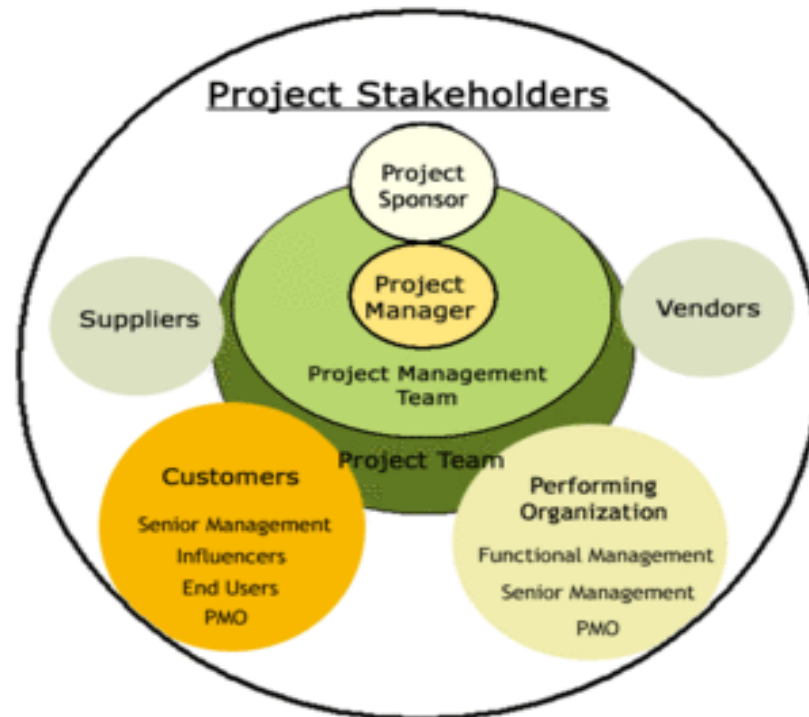 Project Stakeholders
Project
Sponsor
Project
Manager
Suppliers
Vendors
Project Management
Team
Project Team
Customers
Senior Management
Influencers
End Users
PMO
Performing
Organization
Functional Management
Senior Management
PMO